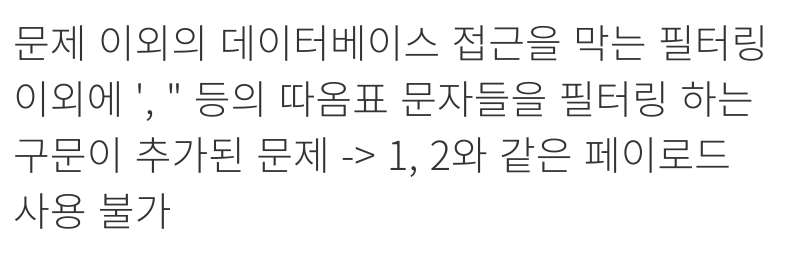 문제 이외의 데이터베이스 접근을 막는 필터링
이외에 ', " 등의 따옴표 문자들을 필터링 하는
구문이 추가된 문제 -> 1, 2와 같은 페이로드
사용 불가